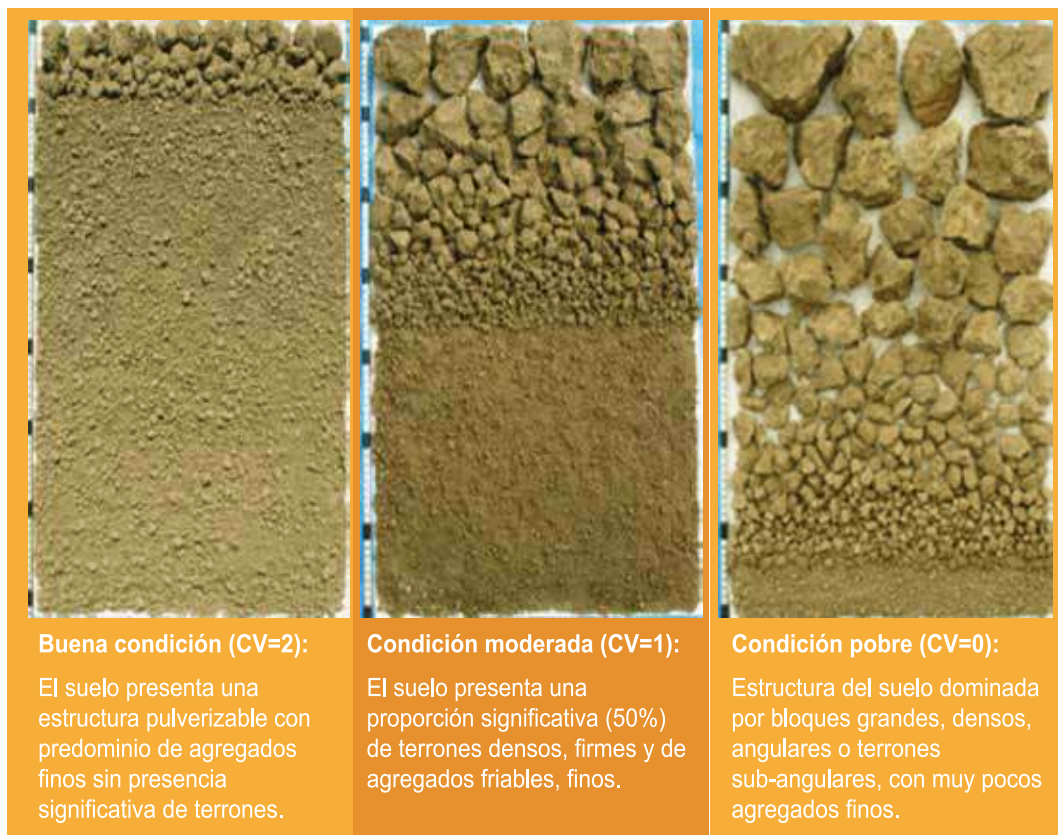 Buena condición (CV=2):
El suelo presenta una
estructura pulverizable con
predominio de agregados
finos sin presencia
significativa de terrones.
Condición moderada (CV=1):
El suelo presenta una
proporción significativa (50%)
de terrones densos, firmes y de
agregados friables, finos.
Condición pobre (CV=0):
Estructura del suelo dominada
por bloques grandes, densos,
angulares o terrones
sub-angulares, con muy pocos
agregados finos.